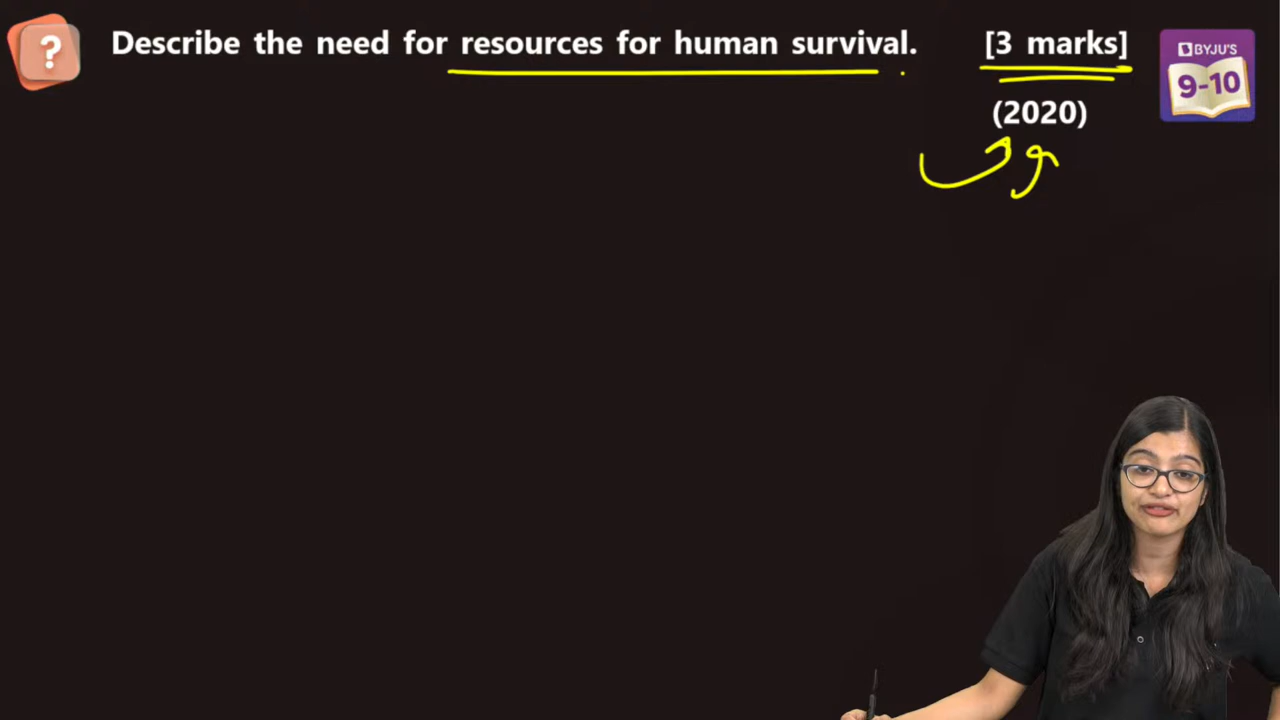 ?
Describe the need for resources for human survival. [3 marks]
(2020)
BYJU'S
9-10